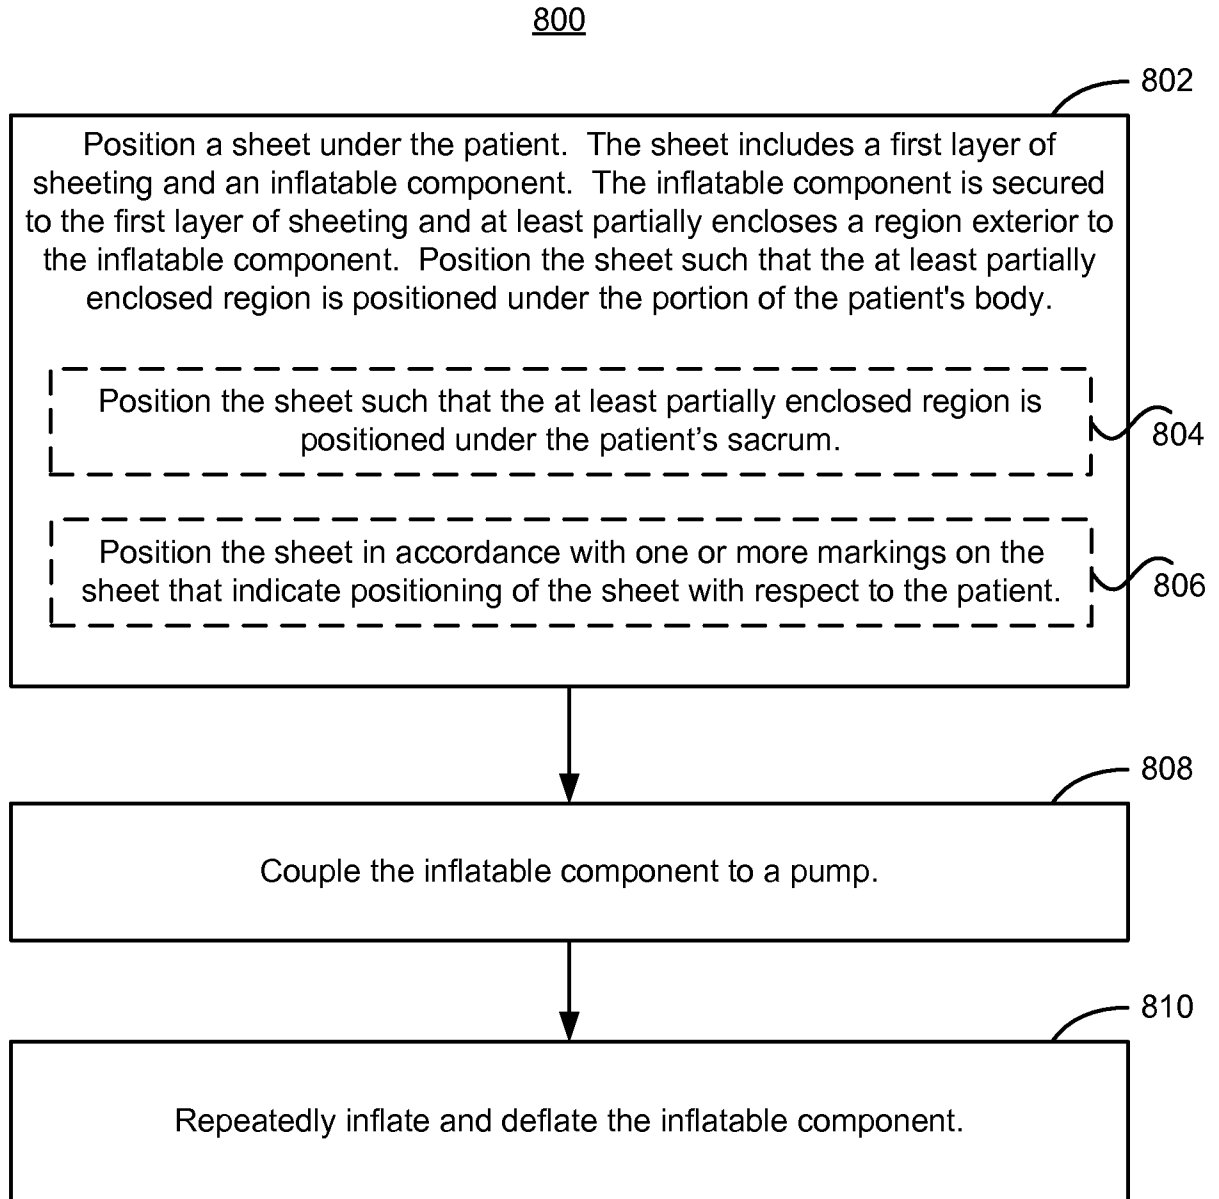 800
802
Position a sheet under the patient.  The sheet includes a first layer of
sheeting and an inflatable component.  The inflatable component is secured
to the first layer of sheeting and at least partially encloses a region exterior to
the inflatable component.  Position the sheet such that the at least partially
enclosed region is positioned under the portion of the patient's body.
Position the sheet such that the at least partially enclosed region is
positioned under the patient’s sacrum.
804
Position the sheet in accordance with one or more markings on the
sheet that indicate positioning of the sheet with respect to the patient.
806
808
Couple the inflatable component to a pump.
810
Repeatedly inflate and deflate the inflatable component.